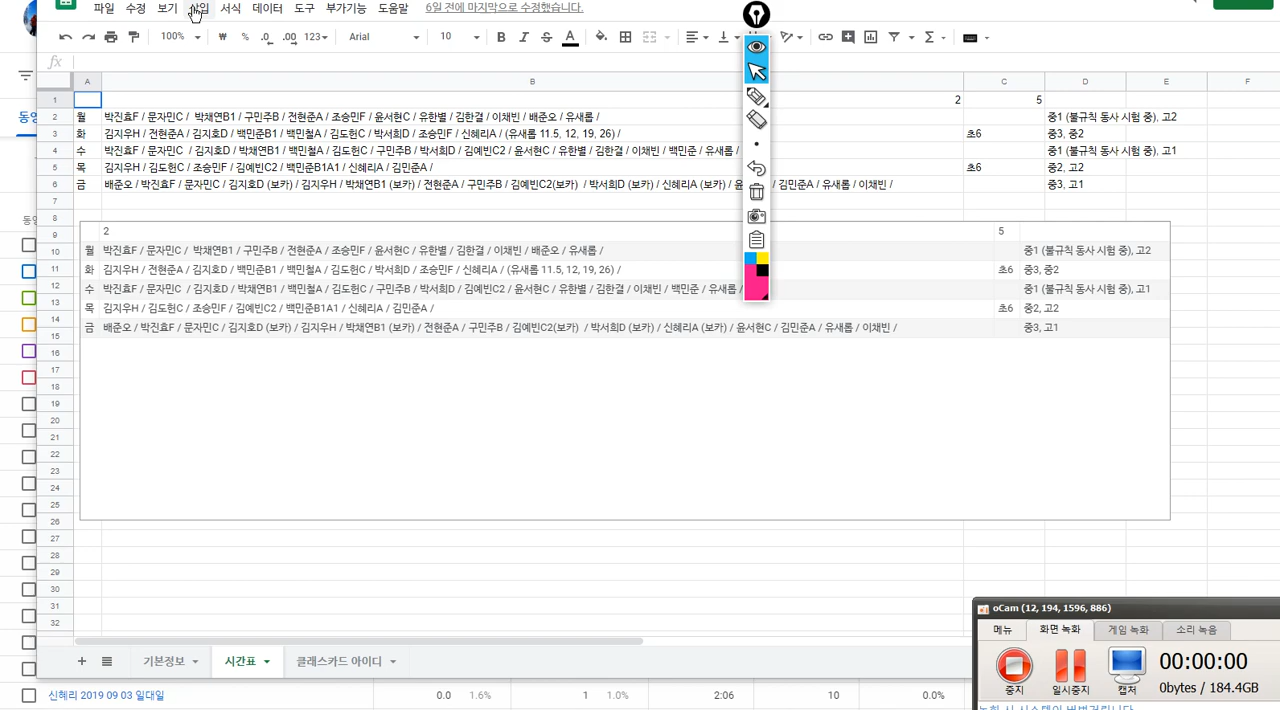 파일 수정 보기 삽입 서식 데이터 도구 부가기능 도움말 6일 전에 마지막으로 수정했습니다.
100% ₩ % .0 .00 123 Arial 10 B I S A Σ
fx
A B C D E F
1 2 5
2 월 박진효F / 문자민C / 박채연B1 / 구민주B / 전현준A / 조승민F / 윤서현C / 유한별 / 김한결 / 이채빈 / 배준오 / 유새롬 / 중1 (불규칙 동사 시험 중), 고2
3 화 김지우H / 전현준A / 김지호D / 백민준B1 / 백민철A / 김도헌C / 박서희D / 조승민F / 신혜리A / (유새롬 11.5, 12, 19, 26) / 초6 중3, 중2
4 수 박진효F / 문자민C / 김지호D / 박채연B1 / 백민철A / 구민주B / 박서희D / 김예빈C2 / 윤서현C / 유한별 / 김한결 / 이채빈 / 백민준 / 유새롬 / 중1 (불규칙 동사 시험 중), 고1
5 목 김지우H / 김도헌C / 조승민F / 김예빈C2 / 백민준B1A1 / 신혜리A / 김민준A / 초6 중2, 고2
6 금 배준오 / 박진효F / 문자민C / 김지호D (보카) / 김지우H / 박채연B1 (보카) / 전현준A / 구민주B / 김예빈C2(보카) / 박서희D (보카) / 신혜리A (보카) / 김민준A / 유새롬 / 이채빈 / 중3, 고1
7
8
9 2 5
10 월 박진효F / 문자민C / 박채연B1 / 구민주B / 전현준A / 조승민F / 윤서현C / 유한별 / 김한결 / 이채빈 / 배준오 / 유새롬 / 중1 (불규칙 동사 시험 중), 고2
11 화 김지우H / 전현준A / 김지호D / 백민준B1 / 백민철A / 김도헌C / 박서희D / 조승민F / 신혜리A / (유새롬 11.5, 12, 19, 26) / 초6 중3, 중2
12 수 박진효F / 문자민C / 김지호D / 박채연B1 / 백민철A / 구민주B / 박서희D / 김예빈C2 / 윤서현C / 유한별 / 김한결 / 이채빈 / 백민준 / 유새롬 / 중1 (불규칙 동사 시험 중), 고1
13 목 김지우H / 김도헌C / 조승민F / 김예빈C2 / 백민준B1A1 / 신혜리A / 김민준A / 초6 중2, 고2
14 금 배준오 / 박진효F / 문자민C / 김지호D (보카) / 김지우H / 박채연B1 (보카) / 전현준A / 구민주B / 김예빈C2(보카) / 박서희D (보카) / 신혜리A (보카) / 윤서현C / 김민준A / 유새롬 / 이채빈 / 중3, 고1
15
16
17
18
19
20
21
22
23
24
25
26
27
28
29
30
31
32
oCam (12, 194, 1596, 886)
메뉴 화면 녹화 게임 녹화 소리 녹음
중지 일시중지 캡처 00:00:00
0bytes / 184.4GB
+ 기본정보 시간표 클래스카드 아이디
신혜리 2019 09 03 일대일 0.0 1.6% 1 1.0% 2:06 10 0.0%